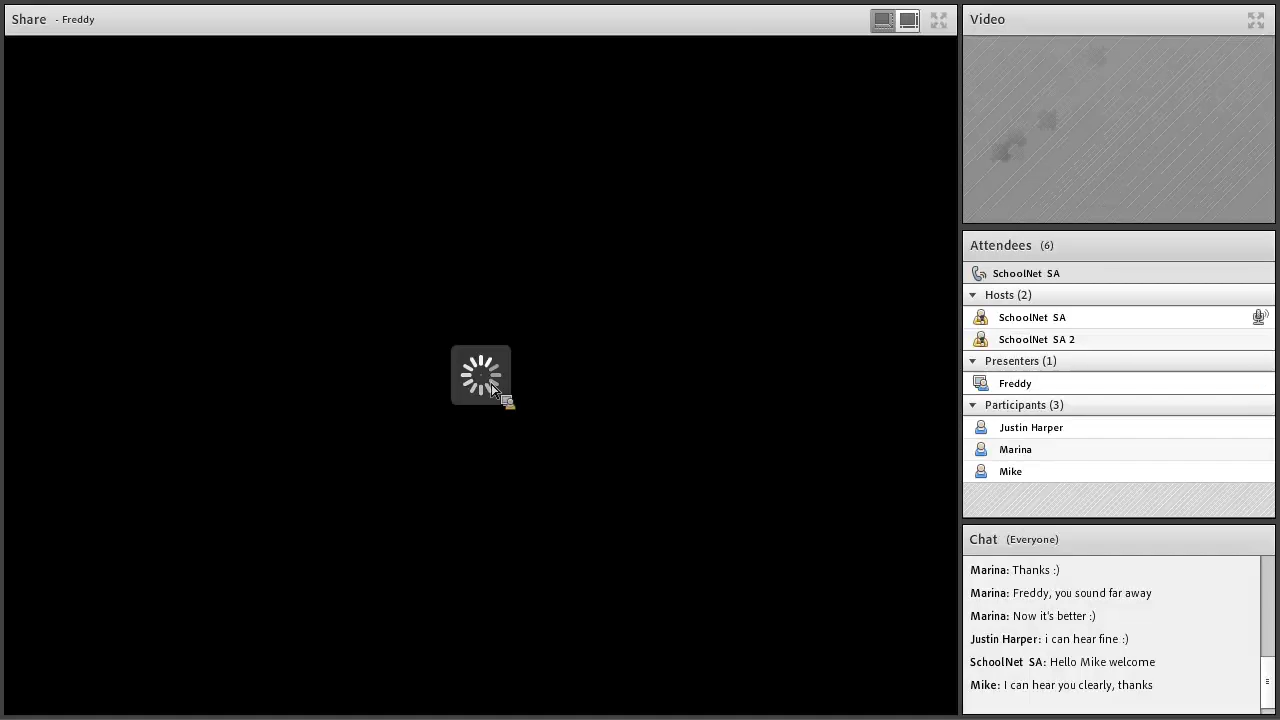 Share - Freddy
Video
Attendees (6)
SchoolNet SA
Hosts (2)
SchoolNet SA
SchoolNet SA 2
Presenters (1)
Freddy
Participants (3)
Justin Harper
Marina
Mike
Chat (Everyone)
Marina: Thanks :)
Marina: Freddy, you sound far away
Marina: Now it's better :)
Justin Harper: i can hear fine :)
SchoolNet SA: Hello Mike welcome
Mike: I can hear you clearly, thanks